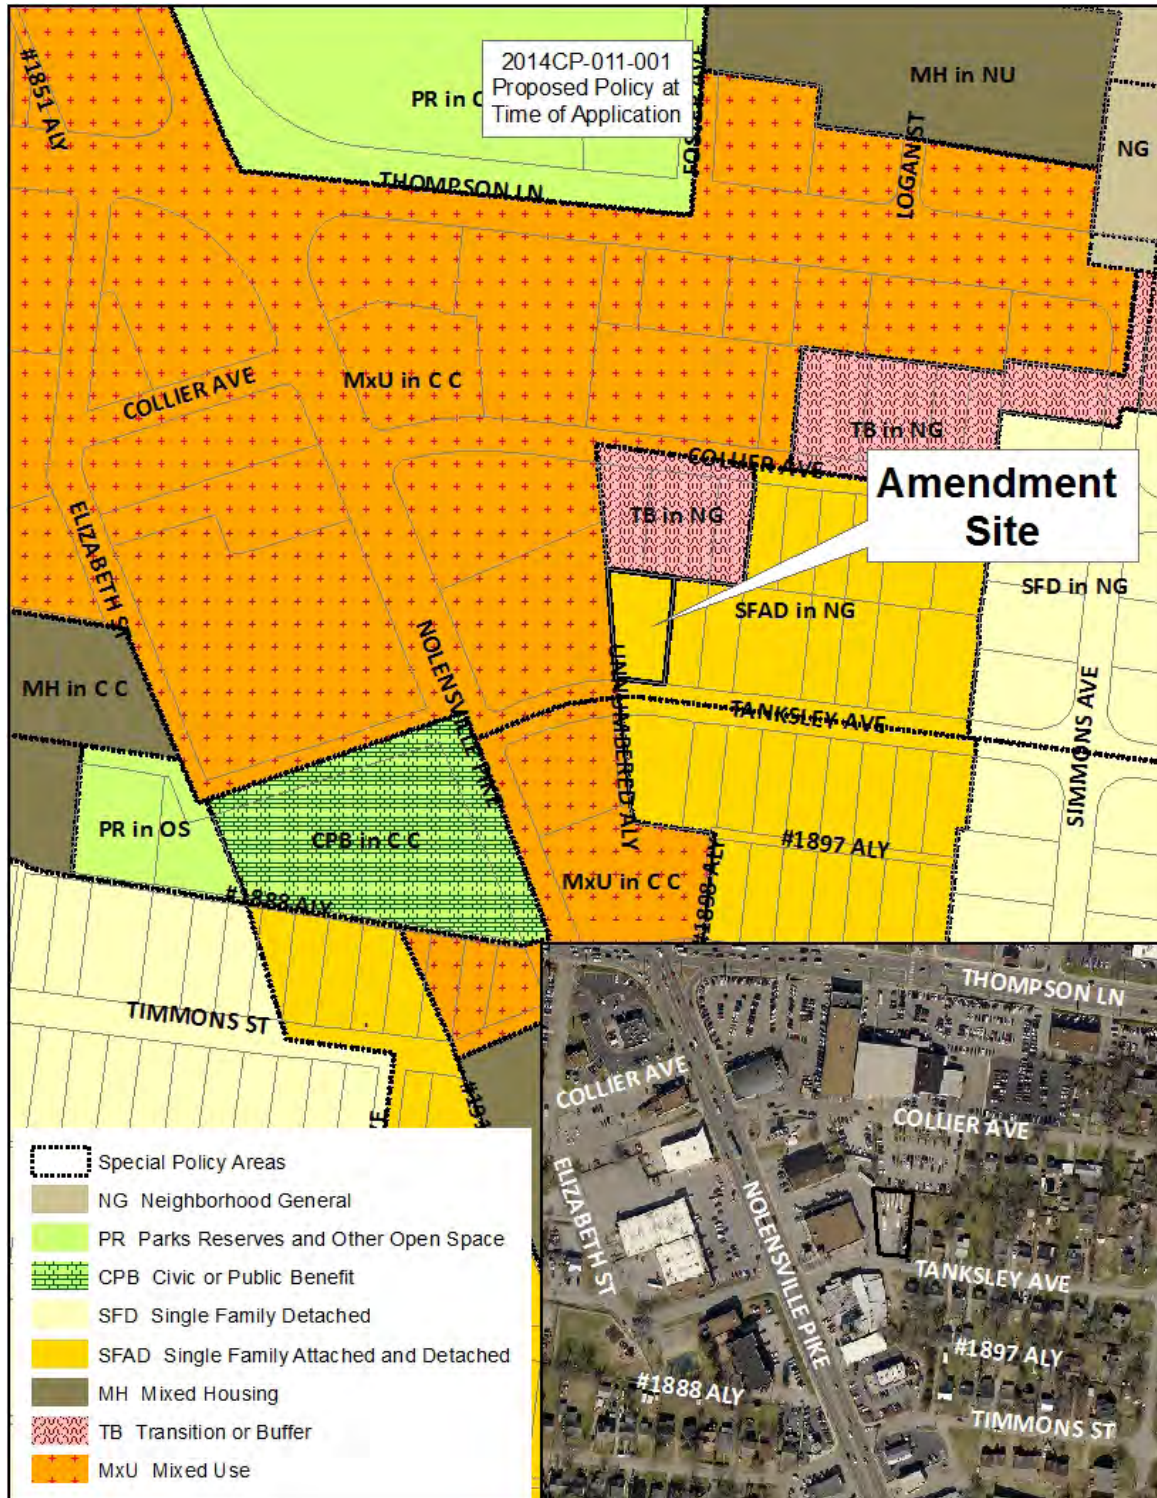 #1851 ALY
PR in C
2014CP-011-001
Proposed Policy at
Time of Application
MH in NU
NG
THOMPSON LN
LOGAN ST
COLLIER AVE
MxU in C C
TB in NG
COLLIER AVE
TB in NG
Amendment
Site
ELIZABETH ST
SFAD in NG
SFD in NG
MH in C C
NOLENSVILLE PIKE
UNNUMBERED ALY
TANKSLEY AVE
SIMMONS AVE
PR in OS
CPB in C C
#1897 ALY
MxU in C C
#1898 ALY
#1888 ALY
TIMMONS ST
Special Policy Areas
NG Neighborhood General
PR Parks Reserves and Other Open Space
CPB Civic or Public Benefit
SFD Single Family Detached
SFAD Single Family Attached and Detached
MH Mixed Housing
TB Transition or Buffer
MxU Mixed Use
THOMPSON LN
COLLIER AVE
COLLIER AVE
ELIZABETH ST
NOLENSVILLE PIKE
TANKSLEY AVE
#1897 ALY
#1888 ALY
TIMMONS ST